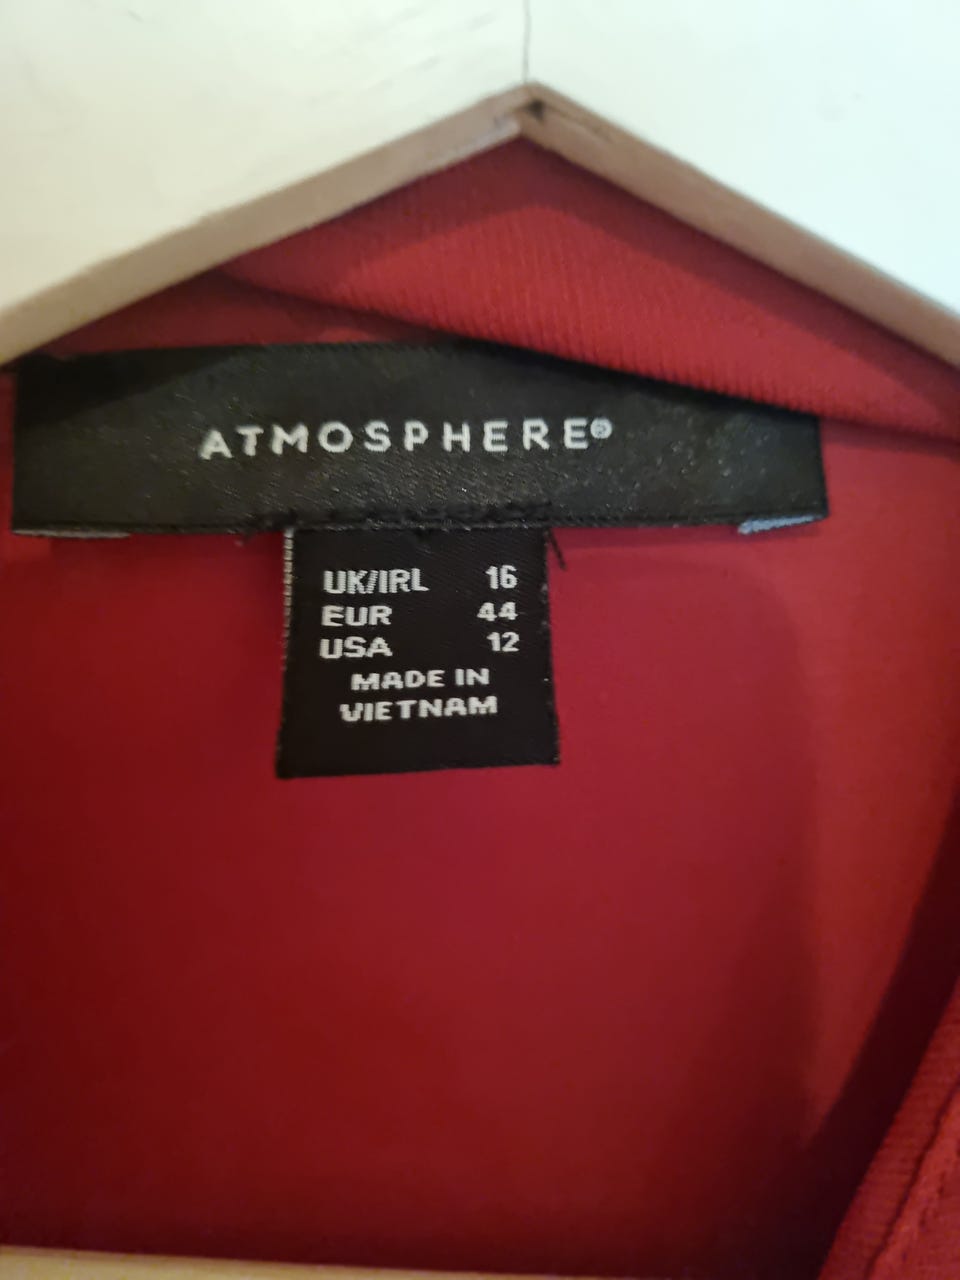 ATMOSPHERE®
UK/IRL 16
EUR 44
USA 12
MADE IN
VIETNAM